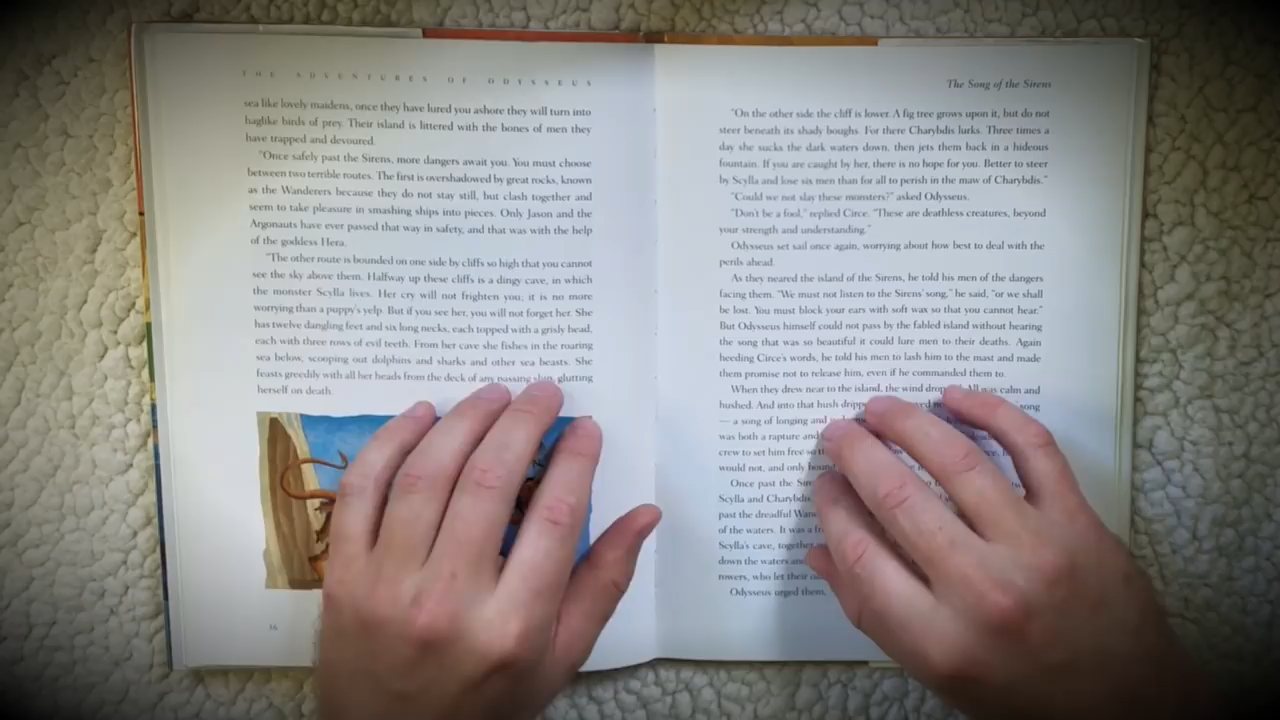 THE ADVENTURES OF ODYSSEUS
sea like lovely maidens, once they have lured you ashore they will turn into
haglike birds of prey. Their island is littered with the bones of men they
have trapped and devoured.
"Once safely past the Sirens, more dangers await you. You must choose
between two terrible routes. The first is overshadowed by great rocks, known
as the Wanderers because they do not stay still, but clash together and
seem to take pleasure in smashing ships into pieces. Only Jason and the
Argonauts have ever passed that way in safety, and that was with the help
of the goddess Hera.
"The other route is bounded on one side by cliffs so high that you cannot
see the sky above them. Halfway up these cliffs is a dingy cave, in which
the monster Scylla lives. Her cry will not frighten you; it is no more
worrying than a puppy's yelp. But if you see her, you will not forget her. She
has twelve dangling feet and six long necks, each topped with a grisly head,
each with three rows of evil teeth. From her cave she fishes in the roaring
sea below, scooping out dolphins and sharks and other sea beasts. She
feasts greedily with all her heads from the deck of any passing ship, glutting
herself on death.
The Song of the Sirens
"On the other side the cliff is lower. A fig tree grows upon it, but do not
steer beneath its shady boughs. For there Charybdis lurks. Three times a
day she sucks the dark waters down, then jets them back in a hideous
fountain. If you are caught by her, there is no hope for you. Better to steer
by Scylla and lose six men than for all to perish in the maw of Charybdis."
"Could we not slay these monsters?" asked Odysseus.
"Don't be a fool," replied Circe. "These are deathless creatures, beyond
your strength and understanding."
Odysseus set sail once again, worrying about how best to deal with the
perils ahead.
As they neared the island of the Sirens, he told his men of the dangers
facing them. "We must not listen to the Sirens' song," he said, "or we shall
be lost. You must block your ears with soft wax so that you cannot hear."
But Odysseus himself could not pass by the fabled island without hearing
the song that was so beautiful it could lure men to their deaths. Again
heeding Circe's words, he told his men to lash him to the mast and made
them promise not to release him, even if he commanded them to.
When they drew near to the island, the wind All was calm and
hushed. And into that hush song
— a song of longing and
was both a rapture and
crew to set him free
would not, and only
Once past the
Scylla and Charybdis
past the dreadful
of the waters. It was a
Scylla's cave, together
down the waters and
rowers, who let their
Odysseus urged them,